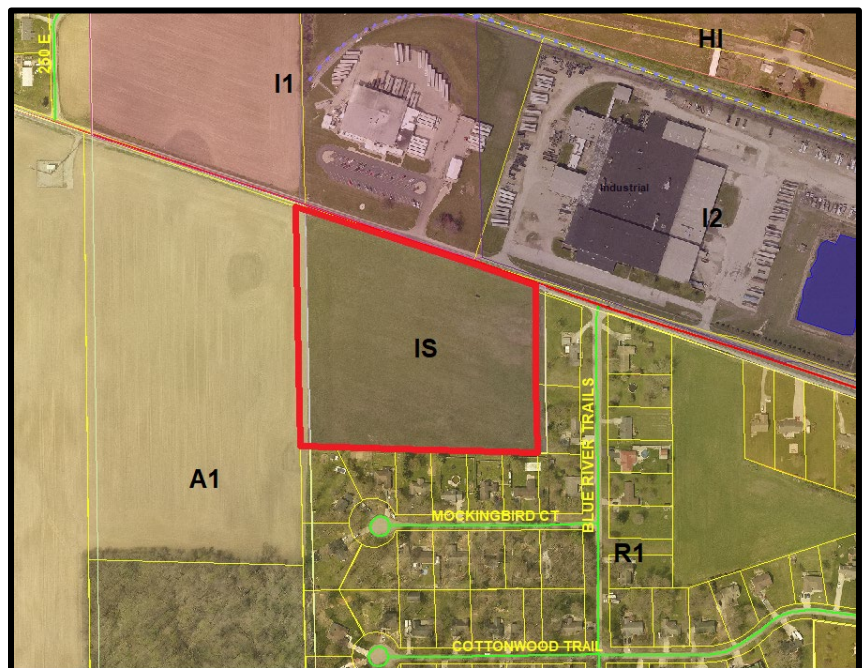 HI
250 E
I1
Industrial
I2
IS
BLUE RIVER TRAILS
A1
MOCKINGBIRD CT
R1
COTTONWOOD TRAIL